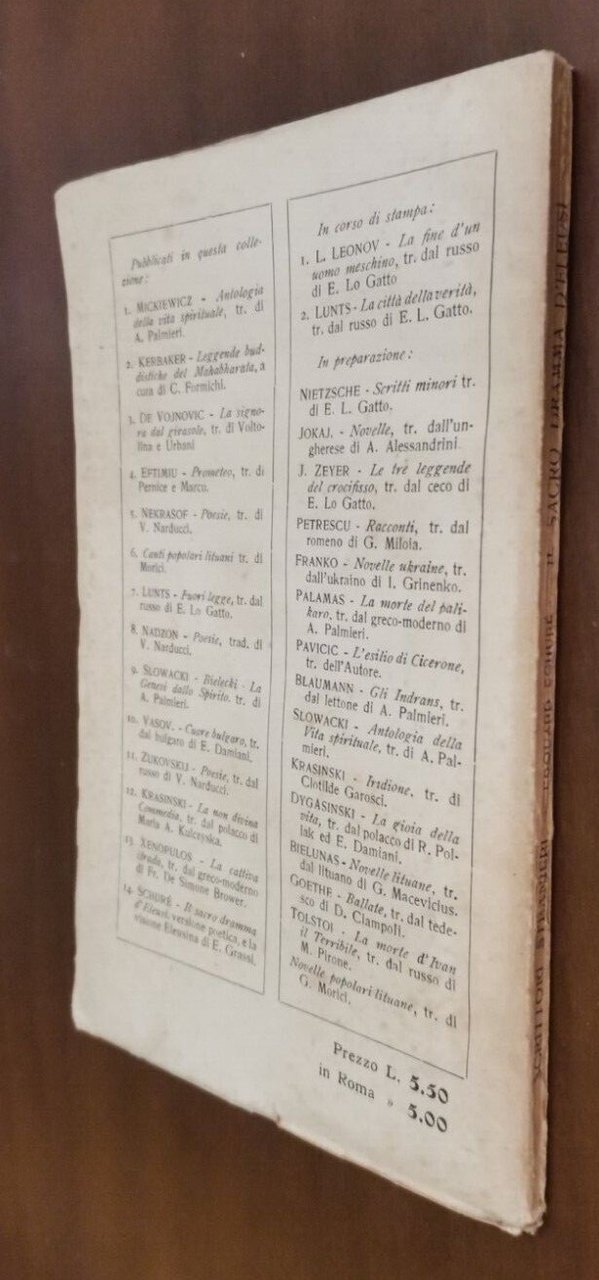 Pubblicati in questa colle-
zione:
1. MICKIEWICZ - Antologia
della vita spirituale, tr. di
A. Palmieri.
2. KERBAKER - Leggende bud-
distiche del Mahabharata, a
cura di C. Formichi.
3. DE VOJNOVIC - La signo-
ra dal girasole, tr. di Volto-
lina e Urbani
4. EFTIMIU - Prometeo, tr. di
Pernice e Marcu.
5. NEKRASOF - Poesie, tr. di
V. Narducci.
6. Canti popolari lituani tr. di
Morici.
7. LUNTS - Fuori legge, tr. dal
russo di E. Lo Gatto.
8. NADZON - Poesie, trad. di
V. Narducci.
9. SLOWACKI - Bielecki - La
Genesi dallo Spirito, tr. di
A. Palmieri.
10. VASOV. - Cuore bulgaro, tr.
dal bulgaro di E. Damiani.
11. ZUKOVSKIJ - Poesie, tr. dal
russo di V. Narducci.
12. KRASINSKI - La non divina
Commedia, tr. dal polacco di
Maria A. Kulczyska.
13. XENOPULOS - La cattiva
strada, tr. dal greco-moderno
di Fr. De Simone Brower.
14. SCHURÉ - Il sacro dramma
d'Eleusi, versione poetica, e la
visione Eleusina di E. Grassi.
In corso di stampa:
1. L. LEONOV - La fine d'un
uomo meschino, tr. dal russo
di E. Lo Gatto
2. LUNTS - La città della verità,
tr. dal russo di E. L. Gatto.
In preparazione:
NIETZSCHE - Scritti minori tr.
di E. L. Gatto.
JOKAJ. - Novelle, tr. dall'un-
gherese di A. Alessandrini.
J. ZEYER - Le tre leggende
del crocifisso, tr. dal ceco di
E. Lo Gatto.
PETRESCU - Racconti, tr. dal
romeno di G. Miloia.
FRANKO - Novelle ukraine, tr.
dall'ukraino di I. Grinenko.
PALAMAS - La morte del pali-
karo, tr. dal greco-moderno di
A. Palmieri.
PAVICIC - L'esilio di Cicerone,
tr. dell'Autore.
BLAUMANN - Gli Indrans, tr.
dal lettone di A. Palmieri.
SLOWACKI - Antologia della
Vita spirituale, tr. di A. Pal-
mieri.
KRASINSKI - Iridione, tr. di
Clotilde Garosci.
DYGASINSKI - La gioia della
vita, tr. dal polacco di R. Pol-
lak ed E. Damiani.
BIELUNAS - Novelle lituane, tr.
dal lituano di G. Macevicius.
GOETHE - Ballate, tr. dal tede-
sco di D. Ciampoli.
TOLSTOI - La morte d'Ivan
il Terribile, tr. dal russo di
M. Pirone.
Novelle popolari lituane, tr. di
G. Morici.
Prezzo L. 5.50
in Roma » 5.00
SCRITTORI STRANIERI - EDOARDO SCHURÉ - IL SACRO DRAMMA D'ELEUSI